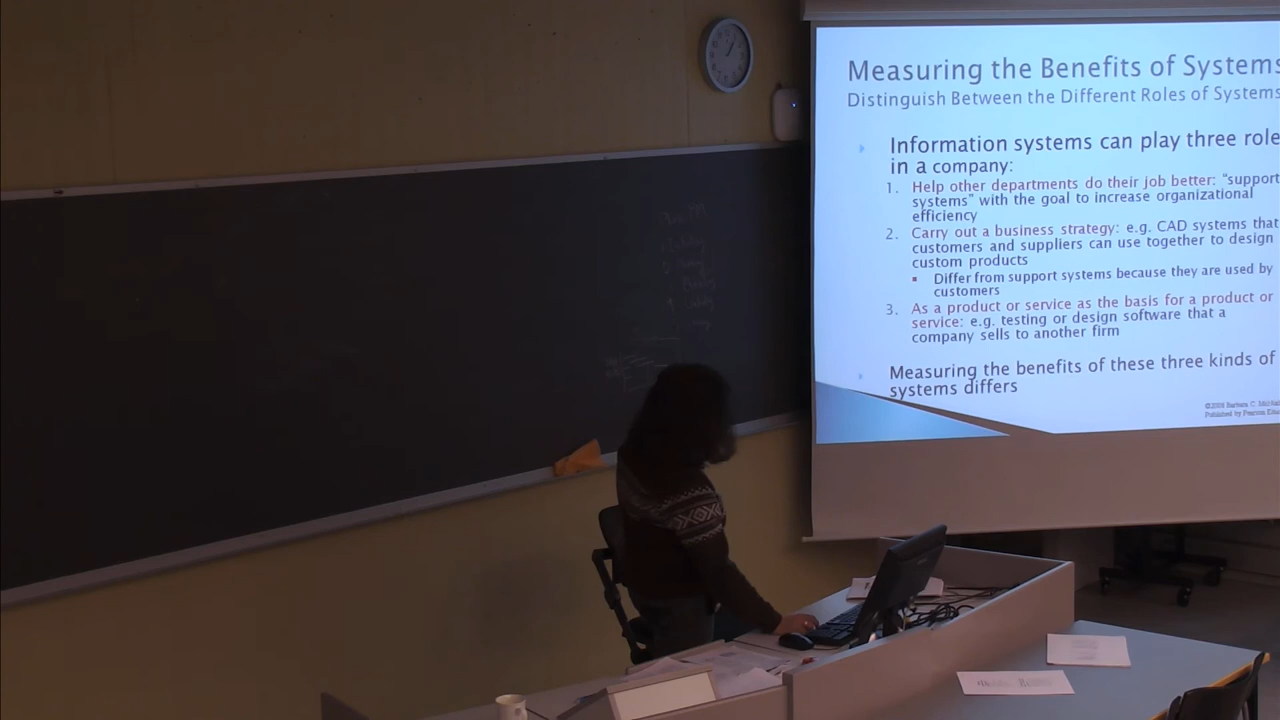 Measuring the Benefits of Systems
Distinguish Between the Different Roles of Systems
Information systems can play three role
in a company:
1. Help other departments do their job better: "support
systems" with the goal to increase organizational
efficiency
2. Carry out a business strategy: e.g. CAD systems that
customers and suppliers can use together to design
custom products
Differ from support systems because they are used by
customers
3. As a product or service as the basis for a product or
service: e.g. testing or design software that a
company sells to another firm
Measuring the benefits of these three kinds of
systems differs
©2009 Barbara C.
Published by Pearson